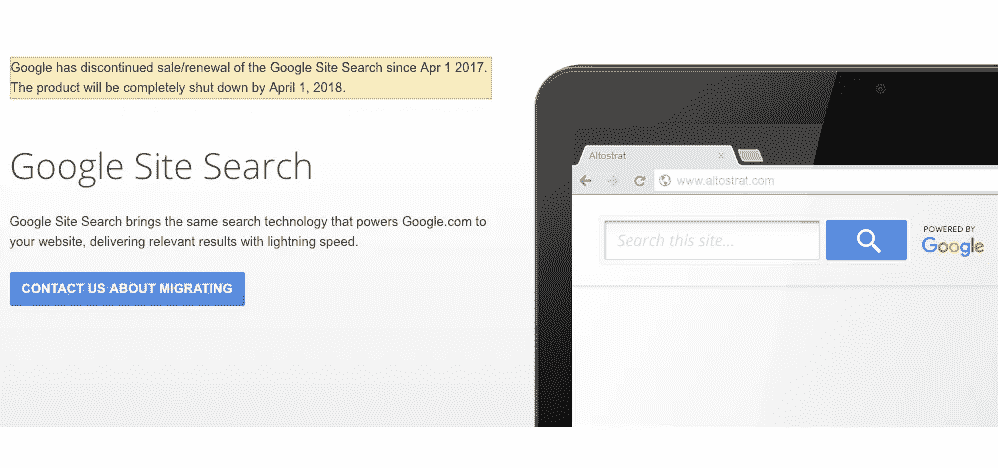 Google has discontinued sale/renewal of the Google Site Search since Apr 1 2017.
The product will be completely shut down by April 1, 2018.
Google Site Search
Google Site Search brings the same search technology that powers Google.com to
your website, delivering relevant results with lightning speed.
CONTACT US ABOUT MIGRATING
Altostrat
www.altostrat.com
Search this site...
POWERED BY
Google